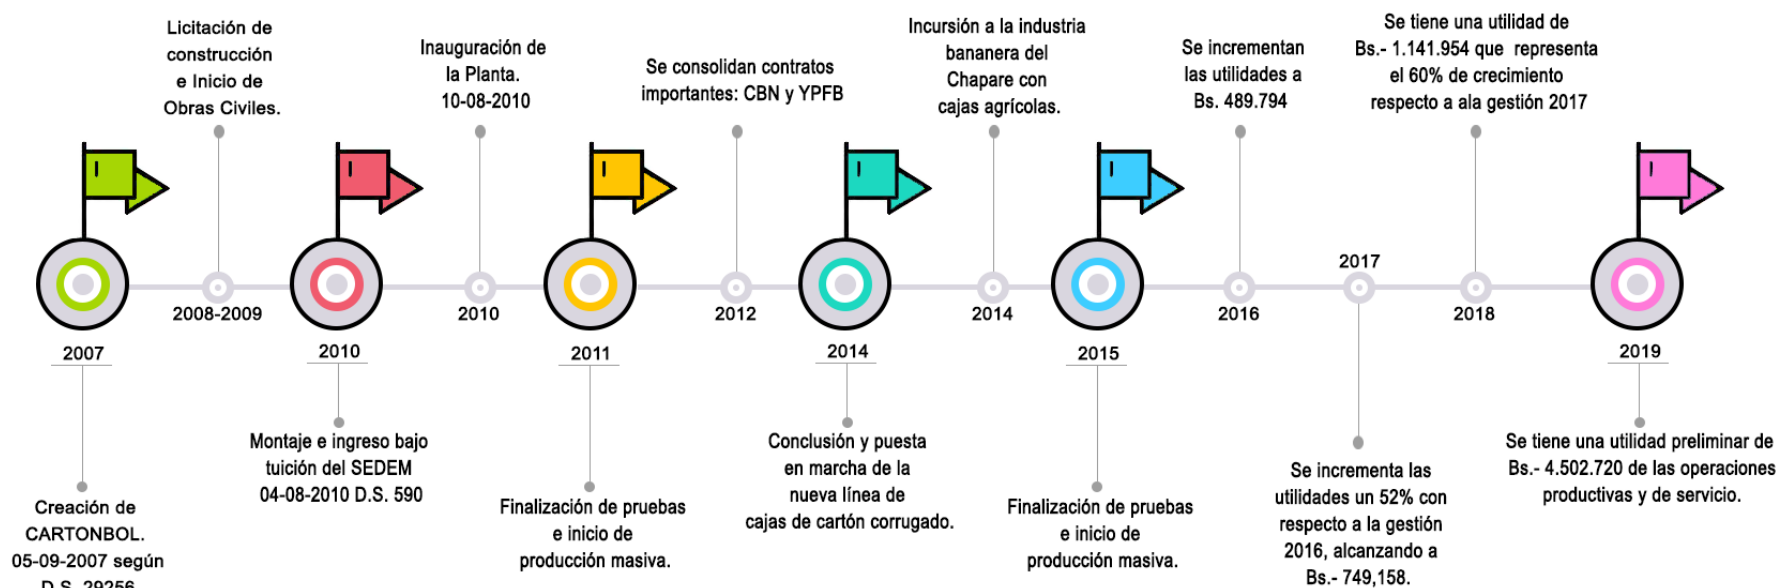 Licitación de
construcción
e Inicio de
Obras Civiles.
Inauguración de
la Planta.
10-08-2010
Se consolidan contratos
importantes: CBN y YPFB
Incursión a la industria
bananera del
Chapare con
cajas agrícolas.
Se incrementan
las utilidades a
Bs. 489.794
Se tiene una utilidad de
Bs.- 1.141.954 que representa
el 60% de crecimiento
respecto a ala gestión 2017
2007
2008-2009
2010
2010
2011
2012
2014
2014
2015
2016
2017
2018
2019
Creación de
CARTONBOL.
05-09-2007 según
D.S. 29256
Montaje e ingreso bajo
tuición del SEDEM
04-08-2010 D.S. 590
Finalización de pruebas
e inicio de
producción masiva.
Conclusión y puesta
en marcha de la
nueva línea de
cajas de cartón corrugado.
Finalización de pruebas
e inicio de
producción masiva.
Se incrementa las
utilidades un 52% con
respecto a la gestión
2016, alcanzando a
Bs.- 749,158.
Se tiene una utilidad preliminar de
Bs.- 4.502.720 de las operaciones
productivas y de servicio.